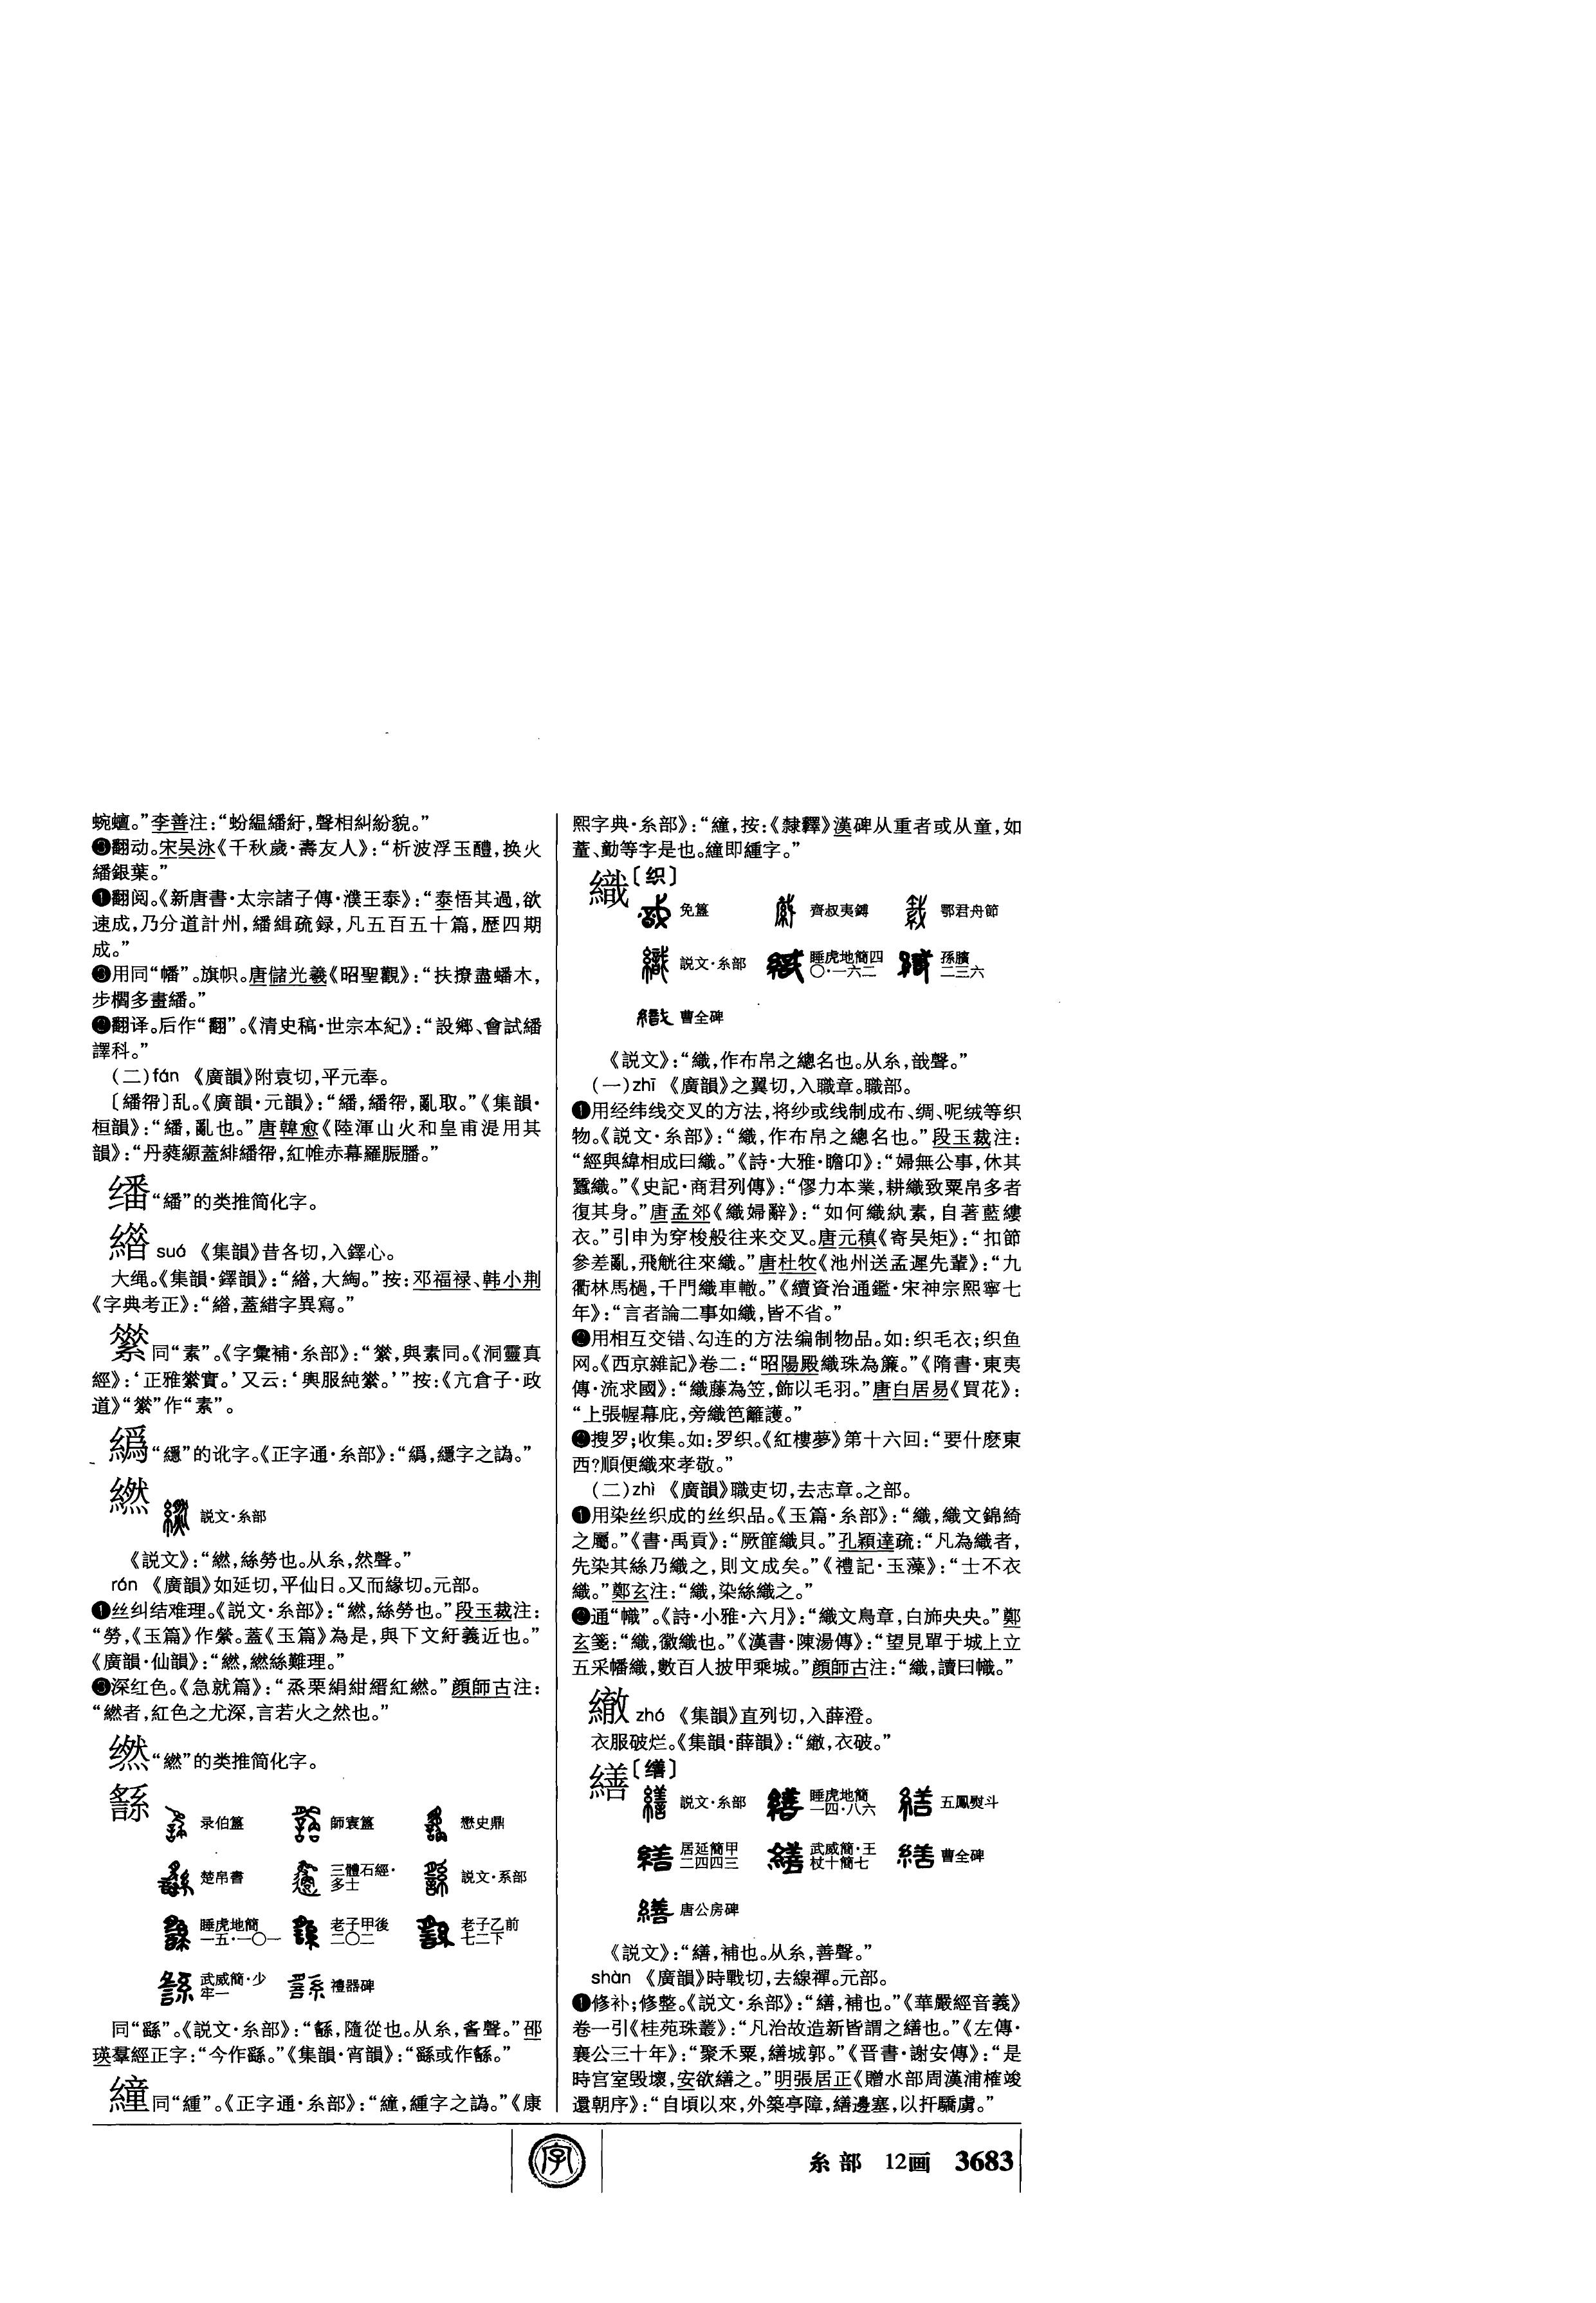 蜿蟺。”李善注：“蚡緼繙紆，聲相糾紛貌。”
❸翻动。宋吴泳《千秋歲·壽友人》：“析波浮玉醴，换火
繙銀葉。”
❶翻阅。《新唐書·太宗諸子傳·濮王泰》：“泰悟其過，欲
速成，乃分道計州，繙緝疏録，凡五百五十篇，歷四期
成。”
❸用同“幡”。旗帜。唐儲光羲《昭聖觀》：“扶撩盡蟠木，
步櫩多畫繙。”
❷翻译。后作“翻”。《清史稿·世宗本紀》：“設鄉、會試繙
譯科。”
（二）fán 《廣韻》附袁切，平元奉。
〔繙帤〕乱。《廣韻·元韻》：“繙，繙帤，亂取。”《集韻·
桓韻》：“繙，亂也。”唐韓愈《陸渾山火和皇甫湜用其
韻》：“丹蕤縓蓋緋繙帤，紅帷赤幕羅脤膰。”
𦈛“繙”的类推简化字。
suó 《集韻》昔各切，入鐸心。
大绳。《集韻·鐸韻》：“，大綯。”按：邓福禄、韩小荆
《字典考正》：“，蓋縒字異寫。”
同“素”。《字彙補·糸部》：“，與素同。《洞靈真
經》：‘正雅實。’又云：‘輿服純。’”按：《亢倉子·政
道》“”作“素”。
“繧”的讹字。《正字通·糸部》：“，字之譌。”
繎
説文·糸部
《説文》：“繎，絲勞也。从糸，然聲。”
rán 《廣韻》如延切，平仙日。又而緣切。元部。
❶丝纠结难理。《説文·糸部》：“繎，絲勞也。”段玉裁注：
“勞，《玉篇》作縈。蓋《玉篇》為是，與下文紆義近也。”
《廣韻·仙韻》：“繎，繎絲難理。”
❸深红色。《急就篇》：“烝栗絹紺縉紅繎。”顔師古注：
“繎者，紅色之尤深，言若火之然也。”
“繎”的类推简化字。
䌛
录伯簋 師袁簋 懋史鼎
楚帛書 三體石經·多士 説文·系部
睡虎地簡一五·一〇一 老子甲後二〇二 老子乙前七二下
武威簡·少牢一 禮器碑
同“繇”。《説文·糸部》：“䌛，隨從也。从糸，䚻聲。”邵
瑛羣經正字：“今作繇。”《集韻·宵韻》：“繇或作䌛。”
繵同“緟”。《正字通·糸部》：“，緟字之譌。”《康
熙字典·糸部》：“，按：《隸釋》漢碑从重者或从童，如
董、動等字是也。即緟字。”
織〔织〕
免簋 齊叔夷鎛 鄂君舟節
説文·糸部 睡虎地簡四〇·一六二 孫臏二三六
曹全碑
《説文》：“織，作布帛之總名也。从糸，戠聲。”
（一）zhī 《廣韻》之翼切，入職章。職部。
❶用经纬线交叉的方法，将纱或线制成布、绸、呢绒等织
物。《説文·糸部》：“織，作布帛之總名也。”段玉裁注：
“經與緯相成曰織。”《詩·大雅·瞻卬》：“婦無公事，休其
蠶織。”《史記·商君列傳》：“僇力本業，耕織致粟帛多者
復其身。”唐孟郊《織婦辭》：“如何織紈素，自著藍縷
衣。”引申为穿梭般往来交叉。唐元稹《寄吴矩》：“扣節
參差亂，飛觥往來織。”唐杜牧《池州送孟遲先輩》：“九
衢林馬檛，千門織車轍。”《續資治通鑑·宋神宗熙寧七
年》：“言者論二事如織，皆不省。”
❷用相互交错、勾连的方法编制物品。如：织毛衣；织鱼
网。《西京雜記》卷二：“昭陽殿織珠為簾。”《隋書·東夷
傳·流求國》：“織藤為笠，飾以毛羽。”唐白居易《買花》：
“上張幄幕庇，旁織笆籬護。”
❷搜罗；收集。如：罗织。《紅樓夢》第十六回：“要什麽東
西？順便織來孝敬。”
（二）zhì 《廣韻》職吏切，去志章。之部。
❶用染丝织成的丝织品。《玉篇·糸部》：“織，織文錦綺
之屬。”《書·禹貢》：“厥篚織貝。”孔穎達疏：“凡為織者，
先染其絲乃織之，則文成矣。”《禮記·玉藻》：“士不衣
織。”鄭玄注：“織，染絲織之。”
❷通“幟”。《詩·小雅·六月》：“織文鳥章，白斾央央。”鄭
玄箋：“織，徽織也。”《漢書·陳湯傳》：“望見單于城上立
五采幡織，數百人披甲乘城。”顔師古注：“織，讀曰幟。”
zhé 《集韻》直列切，入薛澄。
衣服破烂。《集韻·薛韻》：“，衣破。”
繕〔缮〕
説文·糸部 睡虎地簡一四·八六 五鳳熨斗
居延簡甲二四四三 武威簡·王杖十簡七 曹全碑
唐公房碑
《説文》：“繕，補也。从糸，善聲。”
shàn 《廣韻》時戰切，去線禪。元部。
❶修补；修整。《説文·糸部》：“繕，補也。”《華嚴經音義》
卷一引《桂苑珠叢》：“凡治故造新皆謂之繕也。”《左傳·
襄公三十年》：“聚禾粟，繕城郭。”《晋書·謝安傳》：“是
時宫室毁壞，安欲繕之。”明張居正《贈水部周漢浦榷竣
還朝序》：“自頃以來，外築亭障，繕邊塞，以扞驕虜。”
字
糸部 12画 3683